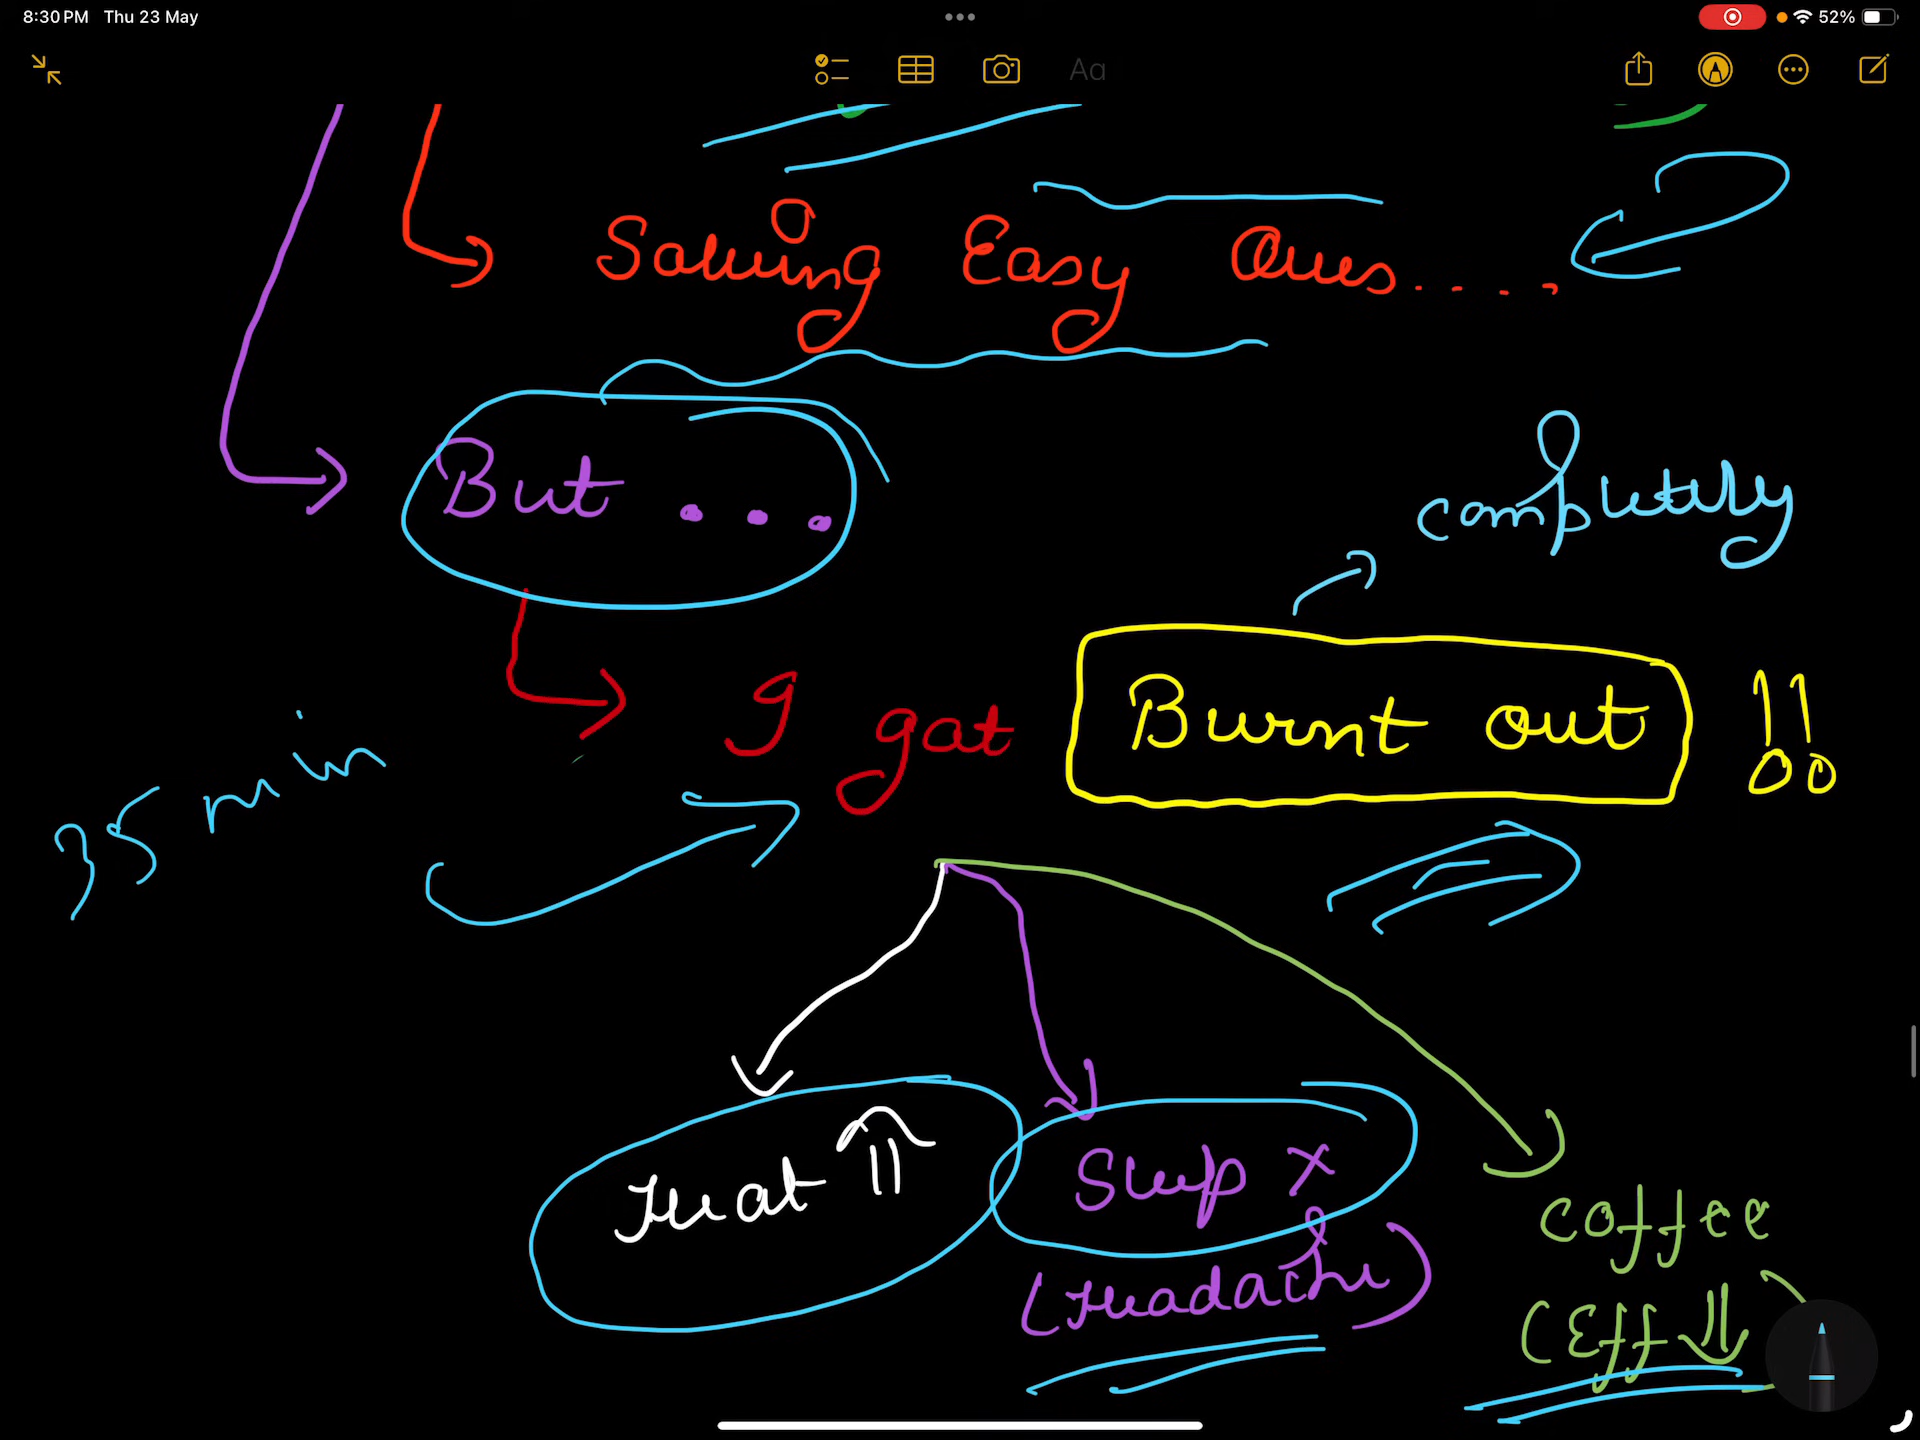 8:30 PM Thu 23 May
52%
Aa
Solving Easy Ques....
But ...
completely
I got Burnt out !!
35 min
Heat ⇑
Sleep x
(Headache)
coffee
(Eff ⇓